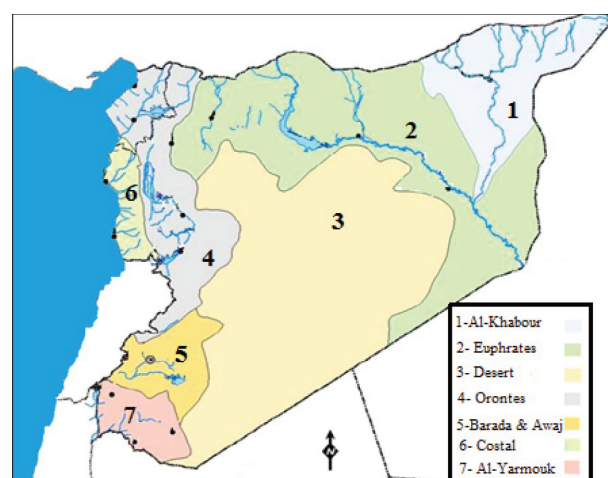 1
2
6
3
4
5
7
1-Al-Khabour
2- Euphrates
3- Desert
4- Orontes
5-Barada & Awaj
6- Costal
7- Al-Yarmouk
N